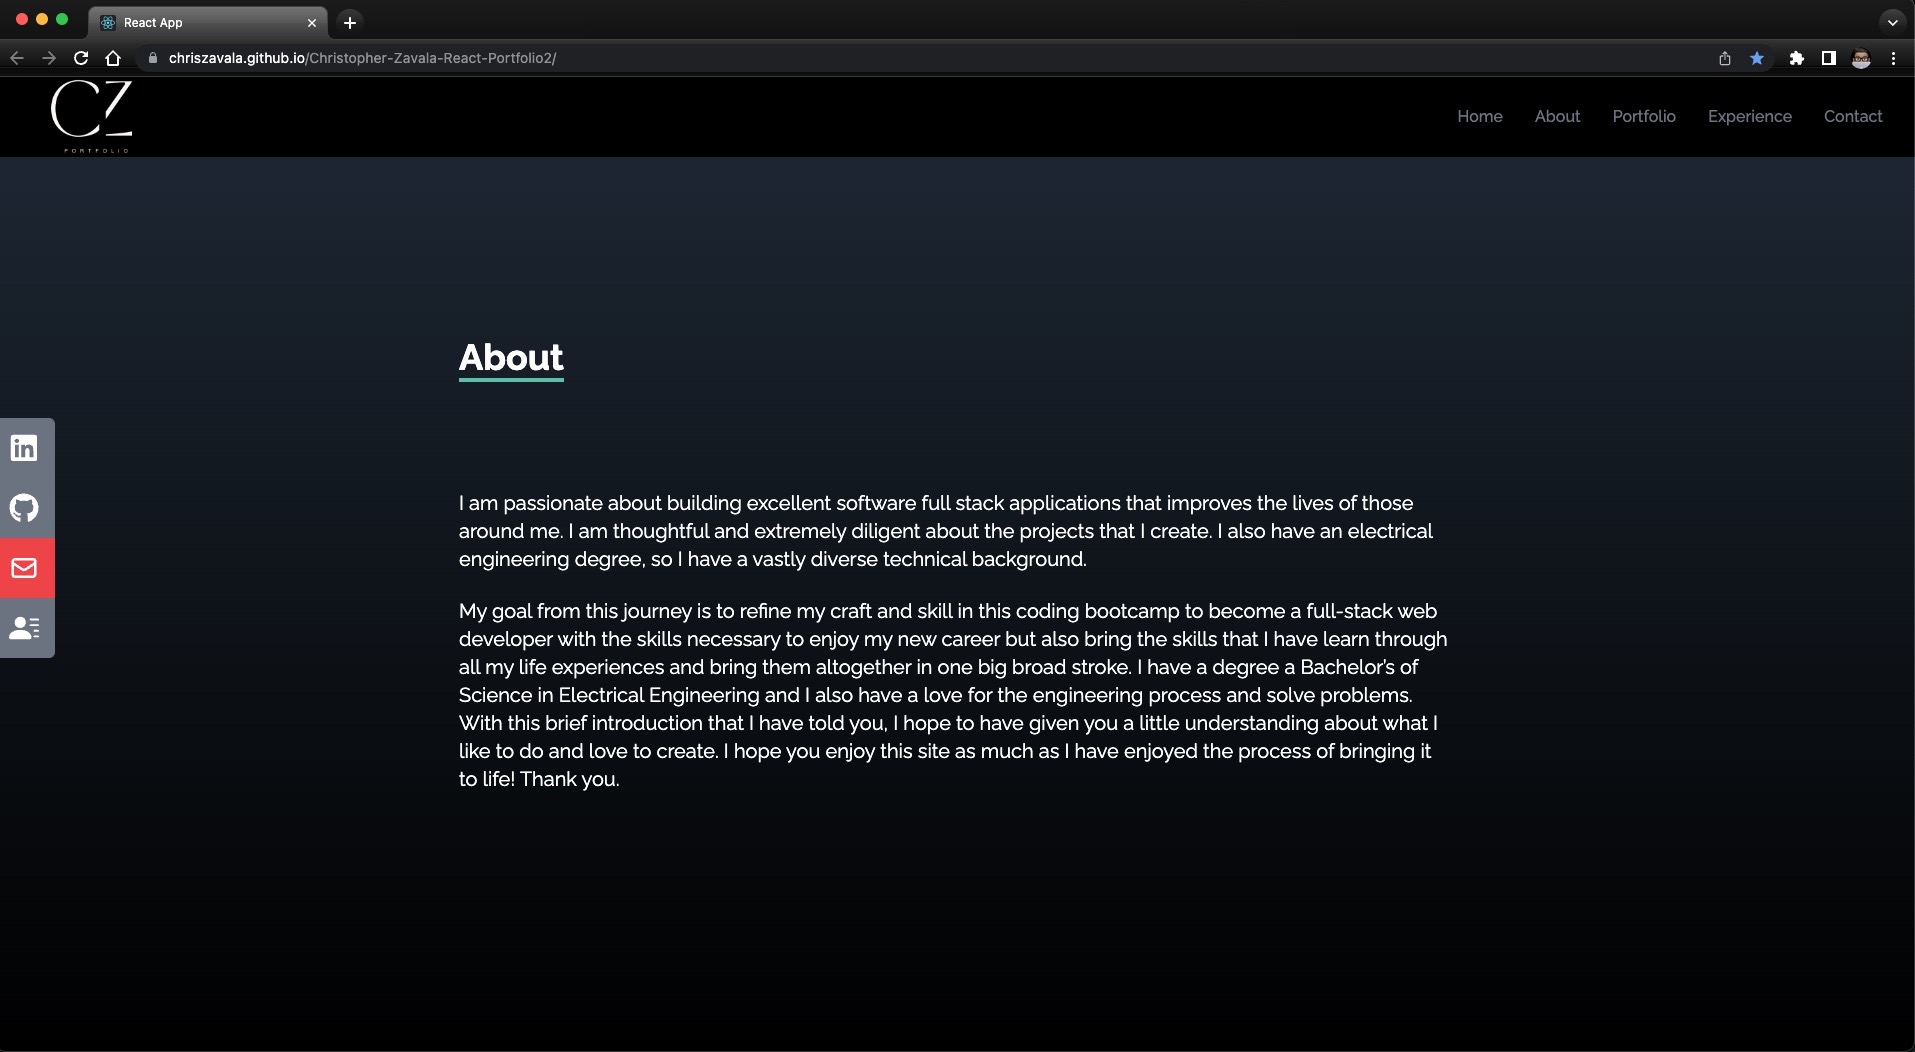 React App
chriszavala.github.io/Christopher-Zavala-React-Portfolio2/
CZ
PORTFOLIO
Home About Portfolio Experience Contact
About
in
I am passionate about building excellent software full stack applications that improves the lives of those
around me. I am thoughtful and extremely diligent about the projects that I create. I also have an electrical
engineering degree, so I have a vastly diverse technical background.
My goal from this journey is to refine my craft and skill in this coding bootcamp to become a full-stack web
developer with the skills necessary to enjoy my new career but also bring the skills that I have learn through
all my life experiences and bring them altogether in one big broad stroke. I have a degree a Bachelor's of
Science in Electrical Engineering and I also have a love for the engineering process and solve problems.
With this brief introduction that I have told you, I hope to have given you a little understanding about what I
like to do and love to create. I hope you enjoy this site as much as I have enjoyed the process of bringing it
to life! Thank you.